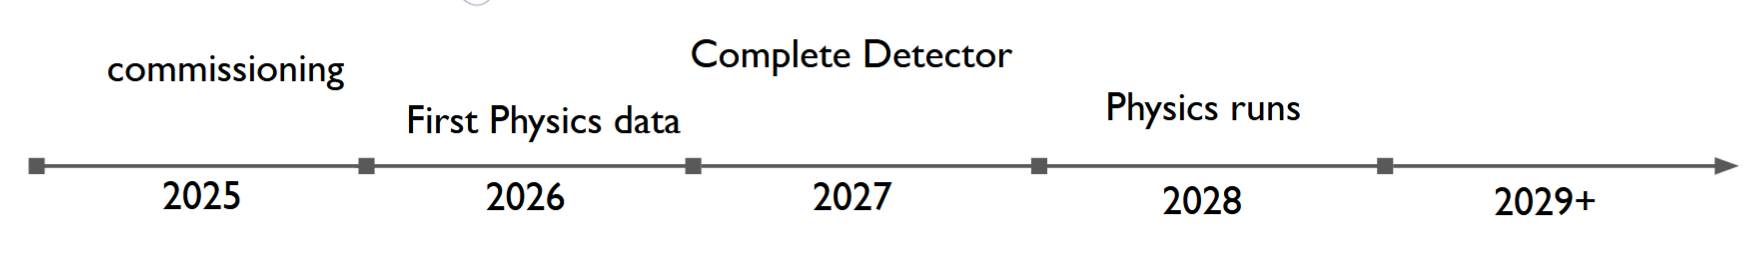 commissioning
First Physics data
Complete Detector
Physics runs
2025
2026
2027
2028
2029+